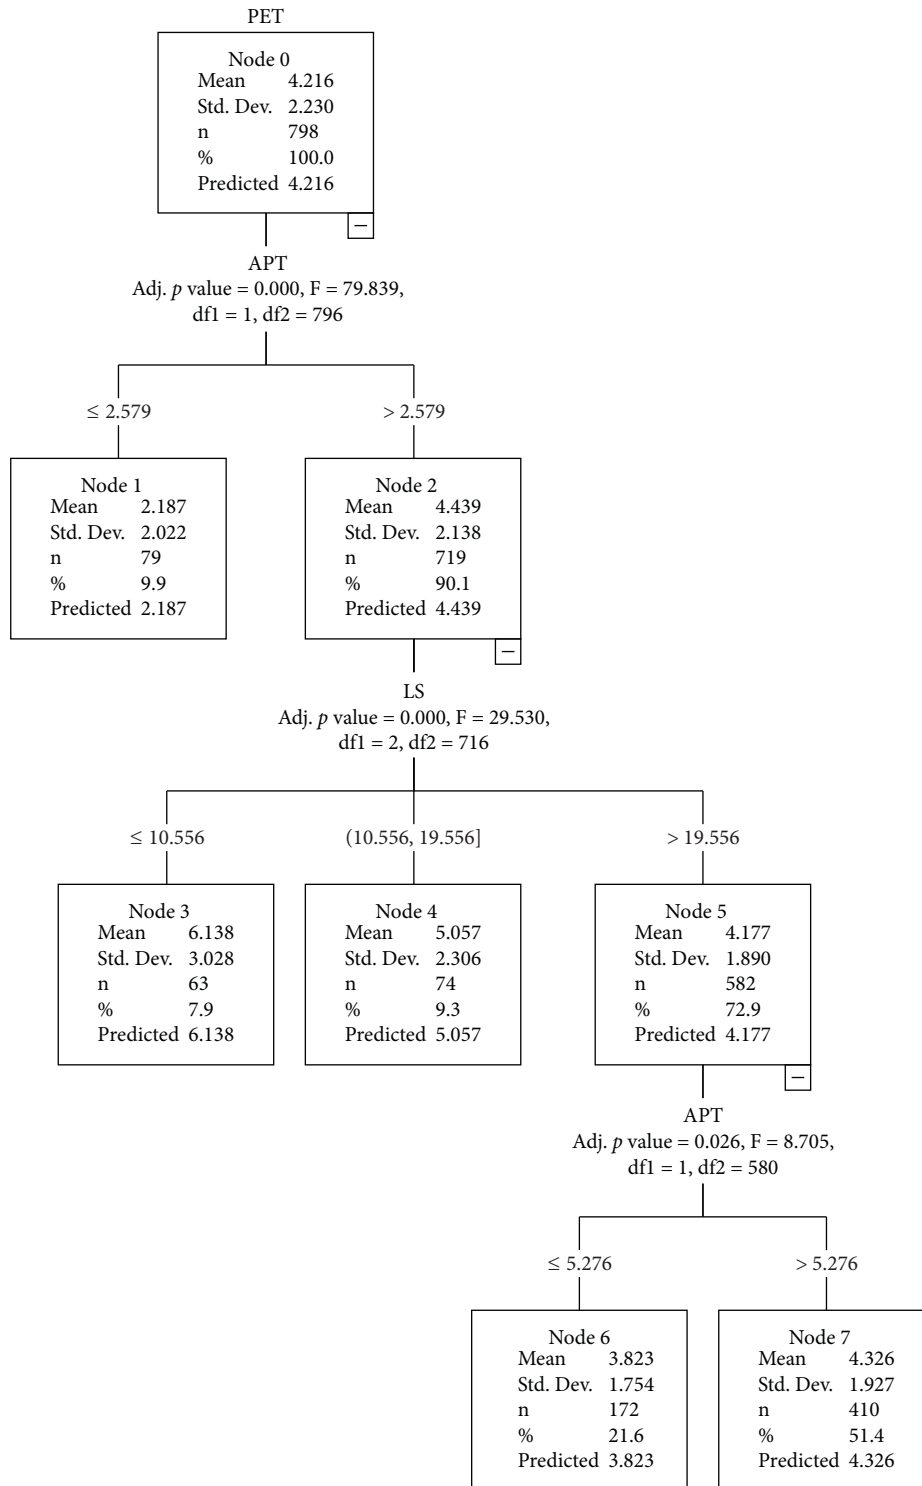 PET
Node 0
Mean 4.216
Std. Dev. 2.230
n 798
% 100.0
Predicted 4.216
−
APT
Adj. p value = 0.000, F = 79.839,
df1 = 1, df2 = 796
≤ 2.579
> 2.579
Node 1
Mean 2.187
Std. Dev. 2.022
n 79
% 9.9
Predicted 2.187
Node 2
Mean 4.439
Std. Dev. 2.138
n 719
% 90.1
Predicted 4.439
−
LS
Adj. p value = 0.000, F = 29.530,
df1 = 2, df2 = 716
≤ 10.556
(10.556, 19.556]
> 19.556
Node 3
Mean 6.138
Std. Dev. 3.028
n 63
% 7.9
Predicted 6.138
Node 4
Mean 5.057
Std. Dev. 2.306
n 74
% 9.3
Predicted 5.057
Node 5
Mean 4.177
Std. Dev. 1.890
n 582
% 72.9
Predicted 4.177
−
APT
Adj. p value = 0.026, F = 8.705,
df1 = 1, df2 = 580
≤ 5.276
> 5.276
Node 6
Mean 3.823
Std. Dev. 1.754
n 172
% 21.6
Predicted 3.823
Node 7
Mean 4.326
Std. Dev. 1.927
n 410
% 51.4
Predicted 4.326